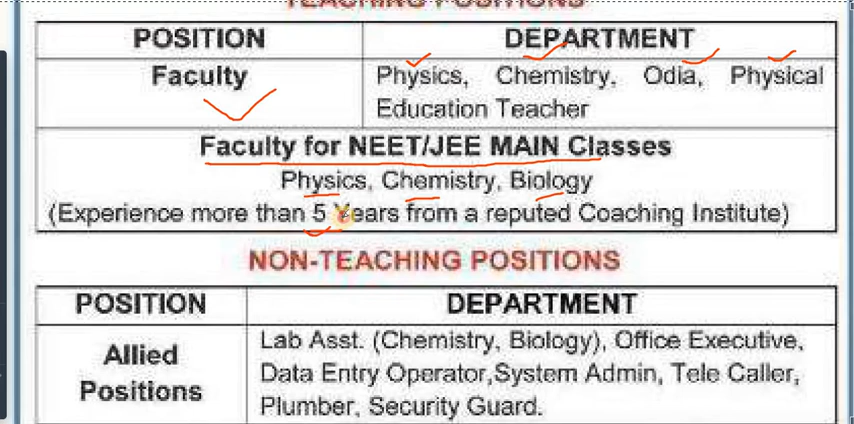 TEACHING POSITIONS
POSITION DEPARTMENT
Faculty Physics, Chemistry, Odia, Physical
Education Teacher
Faculty for NEET/JEE MAIN Classes
Physics, Chemistry, Biology
(Experience more than 5 Years from a reputed Coaching Institute)
NON-TEACHING POSITIONS
POSITION DEPARTMENT
Allied Positions
Lab Asst. (Chemistry, Biology), Office Executive,
Data Entry Operator,System Admin, Tele Caller,
Plumber, Security Guard.